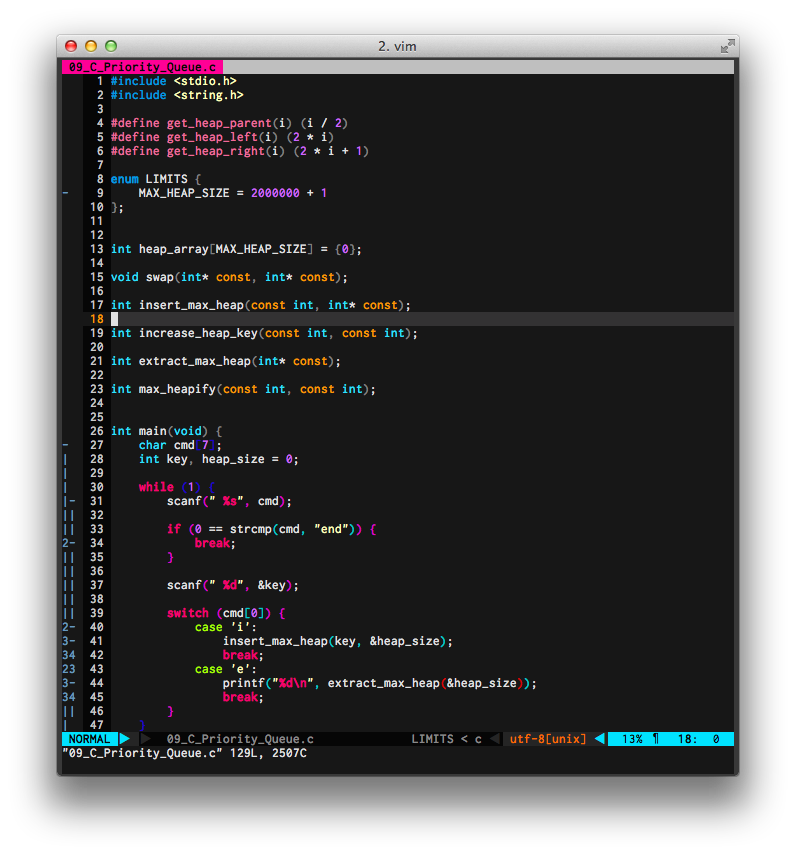 2. vim
09_C_Priority_Queue.c
1 #include <stdio.h>
2 #include <string.h>
3
4 #define get_heap_parent(i) (i / 2)
5 #define get_heap_left(i) (2 * i)
6 #define get_heap_right(i) (2 * i + 1)
7
8 enum LIMITS {
- 9     MAX_HEAP_SIZE = 2000000 + 1
10 };
11
12
13 int heap_array[MAX_HEAP_SIZE] = {0};
14
15 void swap(int* const, int* const);
16
17 int insert_max_heap(const int, int* const);
18
19 int increase_heap_key(const int, const int);
20
21 int extract_max_heap(int* const);
22
23 int max_heapify(const int, const int);
24
25
26 int main(void) {
- 27     char cmd[7];
| 28     int key, heap_size = 0;
| 29
| 30     while (1) {
|- 31         scanf(" %s", cmd);
|| 32
|| 33         if (0 == strcmp(cmd, "end")) {
2- 34             break;
|| 35         }
|| 36
|| 37         scanf(" %d", &key);
|| 38
|| 39         switch (cmd[0]) {
2- 40             case 'i':
3- 41                 insert_max_heap(key, &heap_size);
34 42                 break;
23 43             case 'e':
3- 44                 printf("%d\n", extract_max_heap(&heap_size));
34 45                 break;
|| 46         }
| 47     }
NORMAL 09_C_Priority_Queue.c LIMITS < c utf-8[unix] 13% ¶ 18: 0
"09_C_Priority_Queue.c" 129L, 2507C